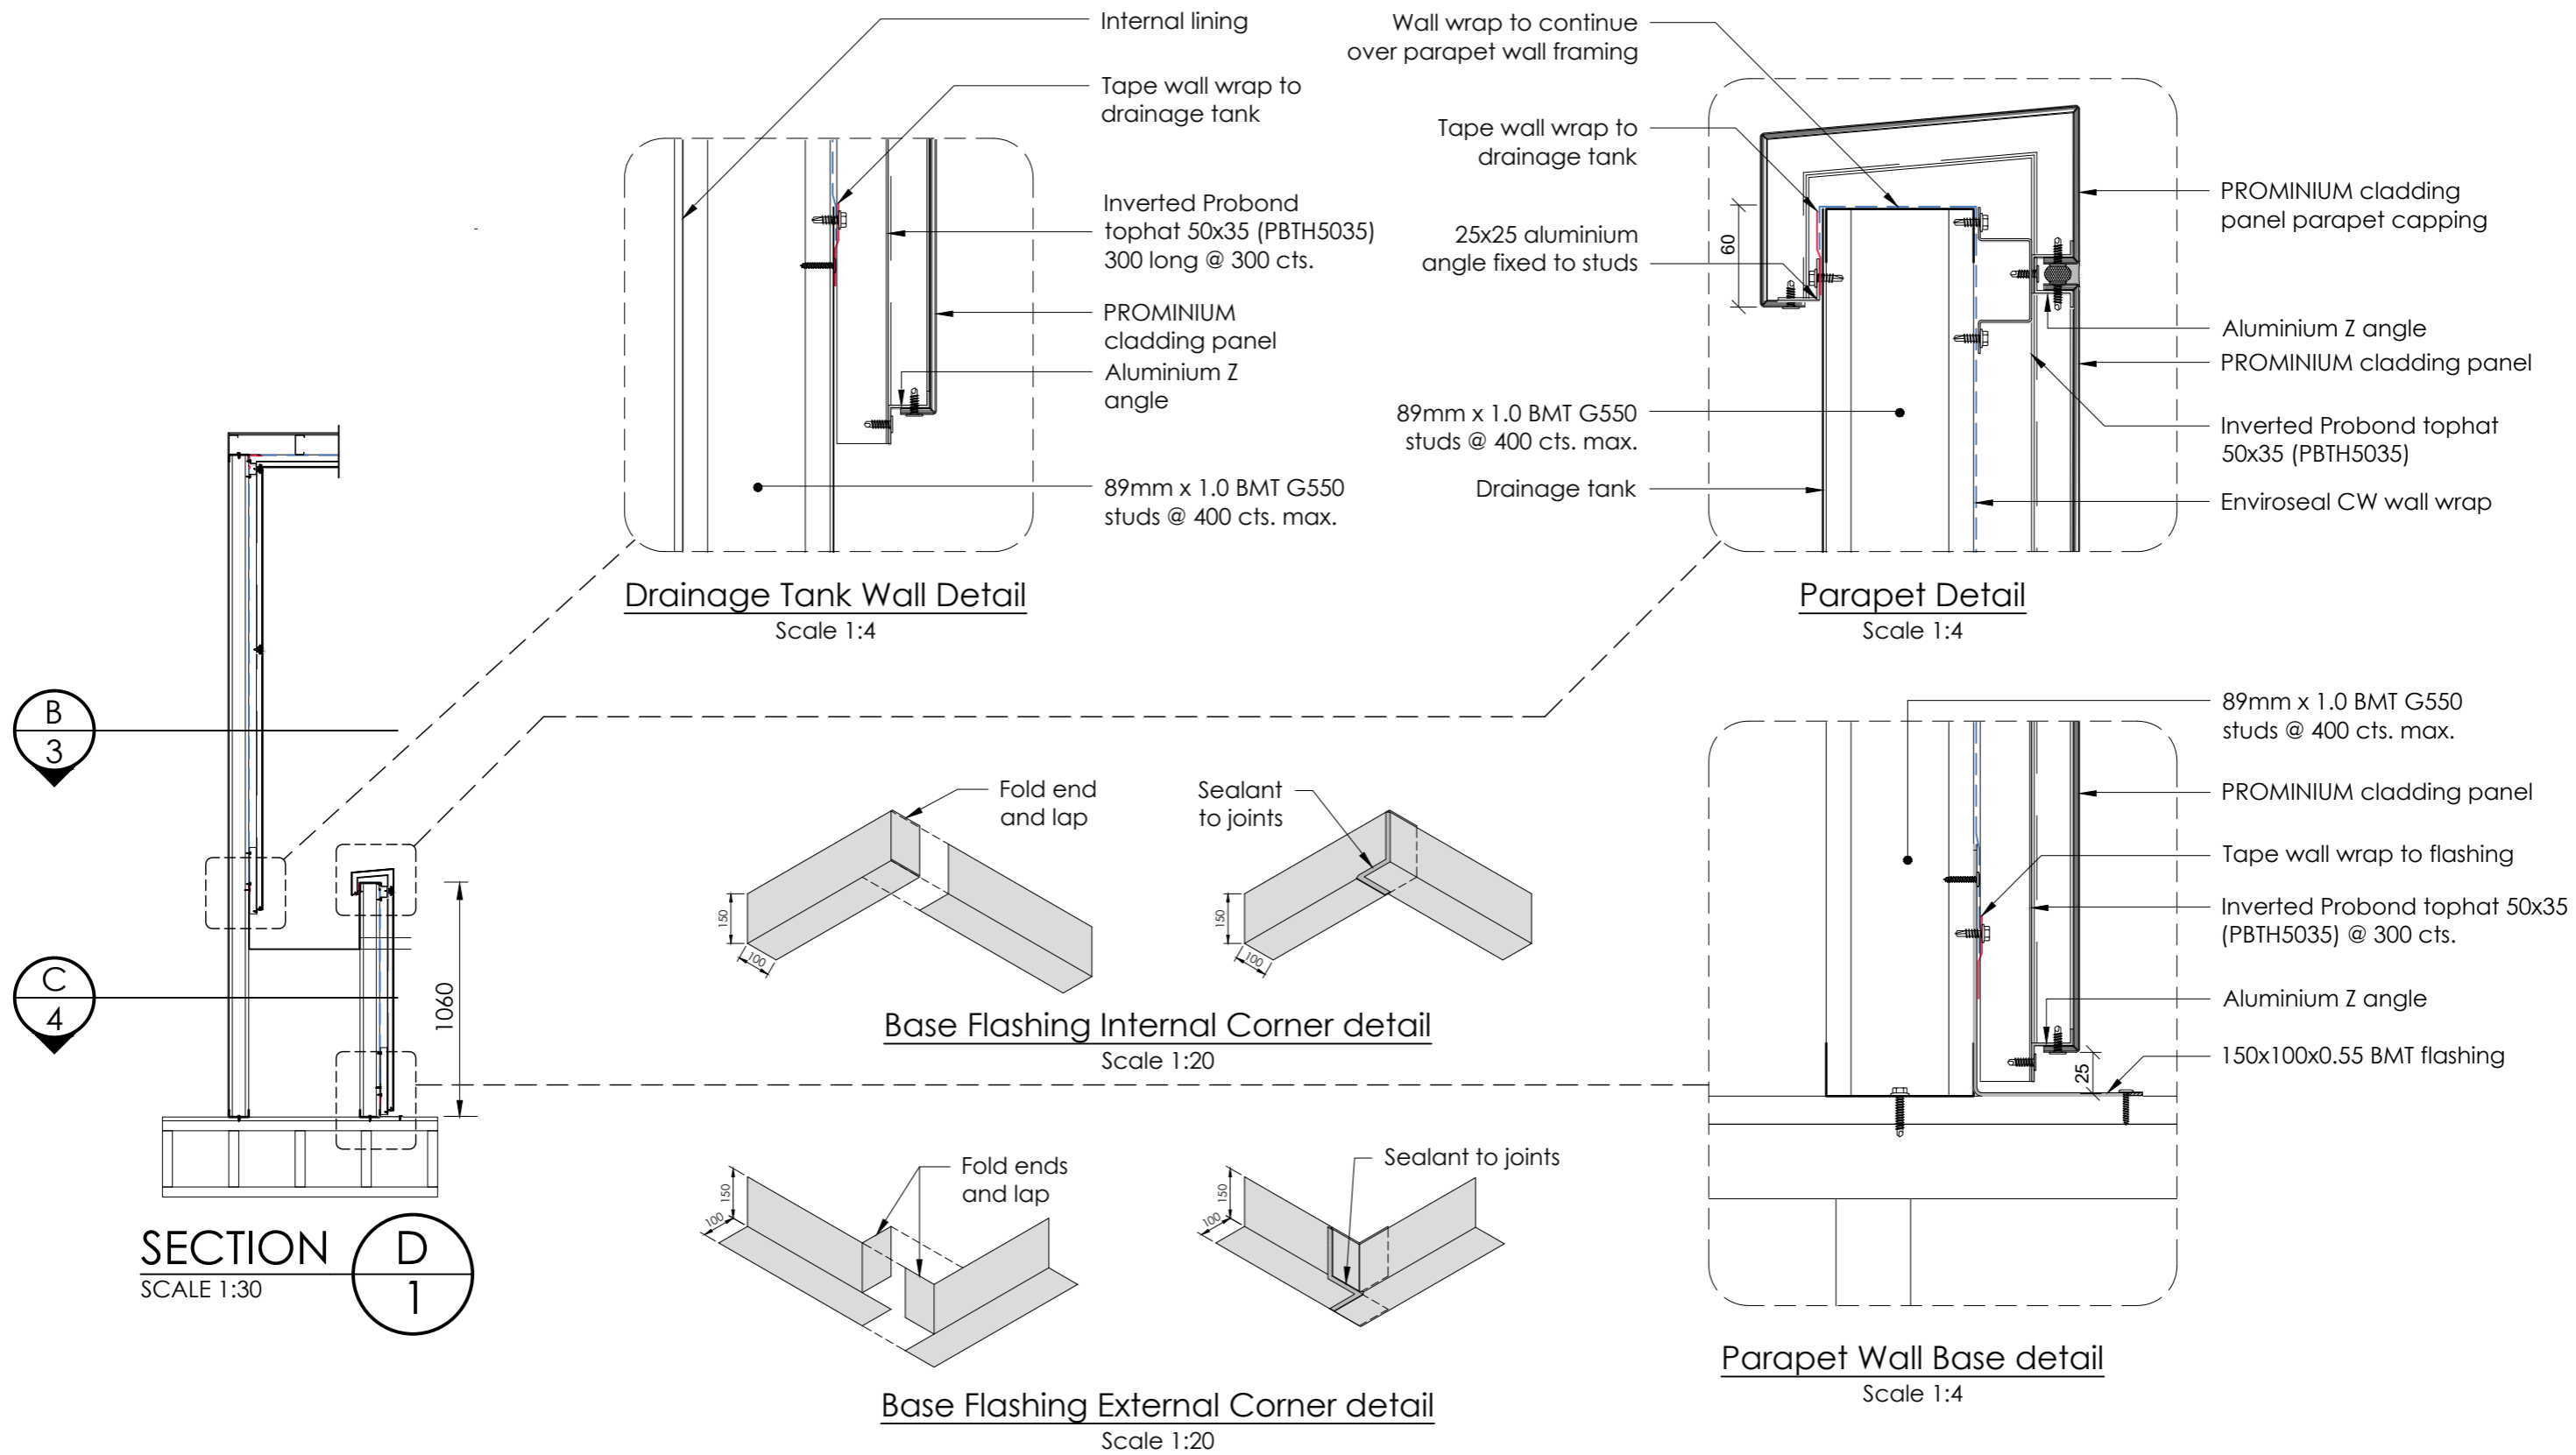 Internal lining
Tape wall wrap to
drainage tank
Inverted Probond
tophat 50x35 (PBTH5035)
300 long @ 300 cts.
PROMINIUM
cladding panel
Aluminium Z
angle
89mm x 1.0 BMT G550
studs @ 400 cts. max.
Drainage Tank Wall Detail
Scale 1:4
Wall wrap to continue
over parapet wall framing
Tape wall wrap to
drainage tank
25x25 aluminium
angle fixed to studs
60
89mm x 1.0 BMT G550
studs @ 400 cts. max.
Drainage tank
PROMINIUM cladding
panel parapet capping
Aluminium Z angle
PROMINIUM cladding panel
Inverted Probond tophat
50x35 (PBTH5035)
Enviroseal CW wall wrap
Parapet Detail
Scale 1:4
B
3
C
4
1060
SECTION
SCALE 1:30
D
1
Fold end
and lap
150
100
Sealant
to joints
150
100
Base Flashing Internal Corner detail
Scale 1:20
Fold ends
and lap
150
100
Sealant to joints
150
100
Base Flashing External Corner detail
Scale 1:20
89mm x 1.0 BMT G550
studs @ 400 cts. max.
PROMINIUM cladding panel
Tape wall wrap to flashing
Inverted Probond tophat 50x35
(PBTH5035) @ 300 cts.
Aluminium Z angle
150x100x0.55 BMT flashing
25
Parapet Wall Base detail
Scale 1:4